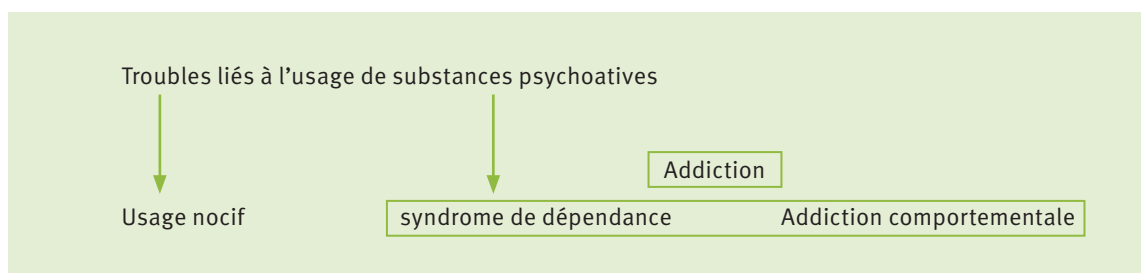 Troubles liés à l'usage de substances psychoatives
Addiction
Usage nocif
syndrome de dépendance
Addiction comportementale